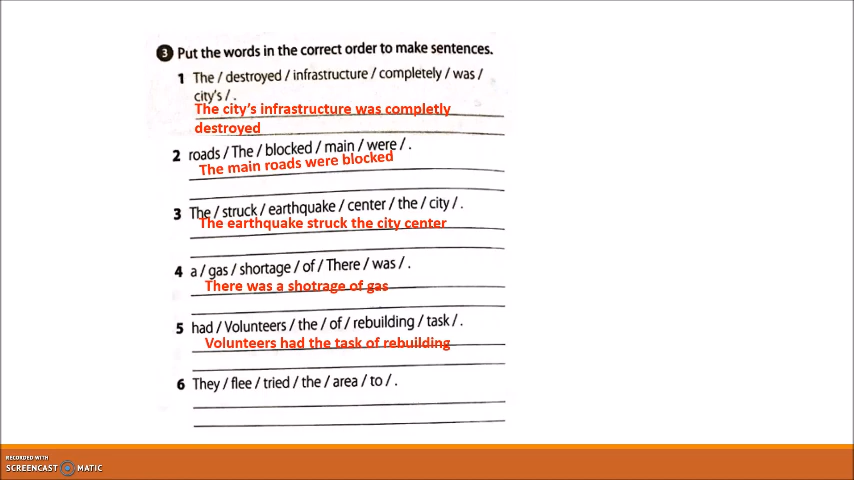 3 Put the words in the correct order to make sentences.
1 The / destroyed / infrastructure / completely / was /
city's / .
The city's infrastructure was completly
destroyed
2 roads / The / blocked / main / were / .
The main roads were blocked
3 The / struck / earthquake / center / the / city / .
The earthquake struck the city center
4 a / gas / shortage / of / There / was / .
There was a shotrage of gas
5 had / Volunteers / the / of / rebuilding / task / .
Volunteers had the task of rebuilding
6 They / flee / tried / the / area / to / .
RECORDED WITH
SCREENCAST MATIC